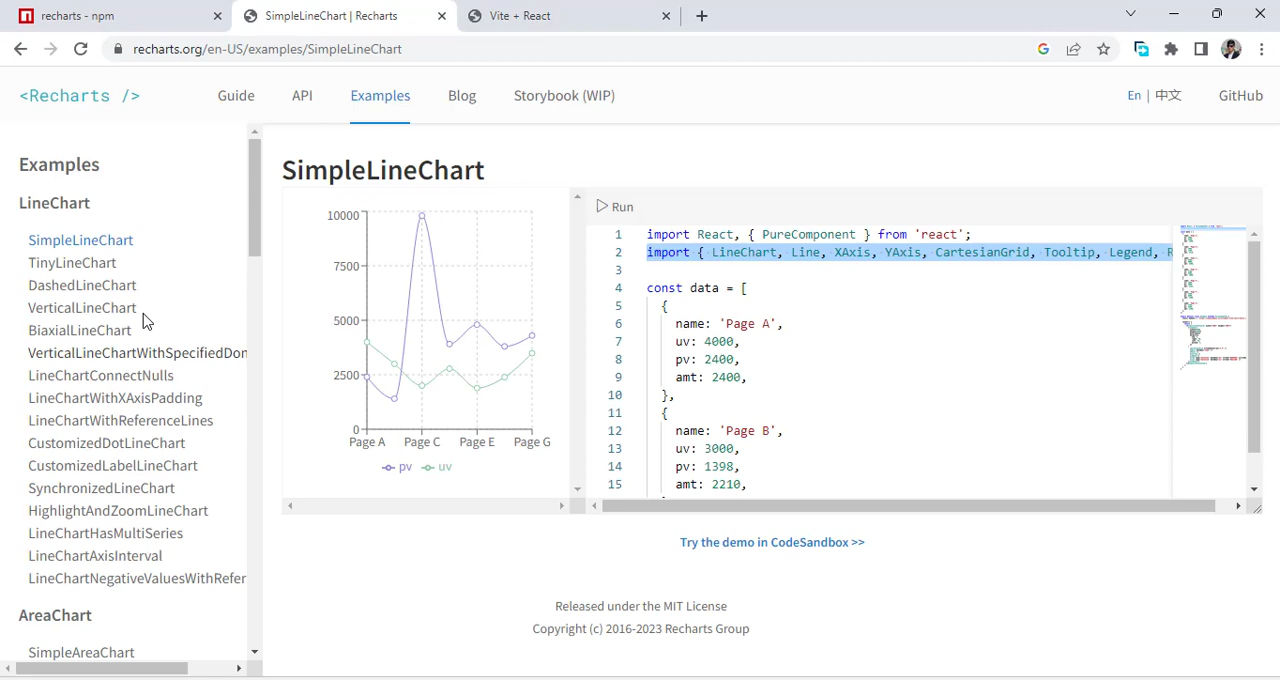 recharts - npm
SimpleLineChart | Recharts
Vite + React
recharts.org/en-US/examples/SimpleLineChart
<Recharts />
Guide
API
Examples
Blog
Storybook (WIP)
En | 中文
GitHub
Examples
LineChart
SimpleLineChart
TinyLineChart
DashedLineChart
VerticalLineChart
BiaxialLineChart
VerticalLineChartWithSpecifiedDon
LineChartConnectNulls
LineChartWithXAxisPadding
LineChartWithReferenceLines
CustomizedDotLineChart
CustomizedLabelLineChart
SynchronizedLineChart
HighlightAndZoomLineChart
LineChartHasMultiSeries
LineChartAxisInterval
LineChartNegativeValuesWithRefer
AreaChart
SimpleAreaChart
SimpleLineChart
10000
7500
5000
2500
0
Page A Page C Page E Page G
pv uv
Run
1 import React, { PureComponent } from 'react';
2 import { LineChart, Line, XAxis, YAxis, CartesianGrid, Tooltip, Legend, R
3
4 const data = [
5 {
6 name: 'Page A',
7 uv: 4000,
8 pv: 2400,
9 amt: 2400,
10 },
11 {
12 name: 'Page B',
13 uv: 3000,
14 pv: 1398,
15 amt: 2210,
Try the demo in CodeSandbox >>
Released under the MIT License
Copyright (c) 2016-2023 Recharts Group